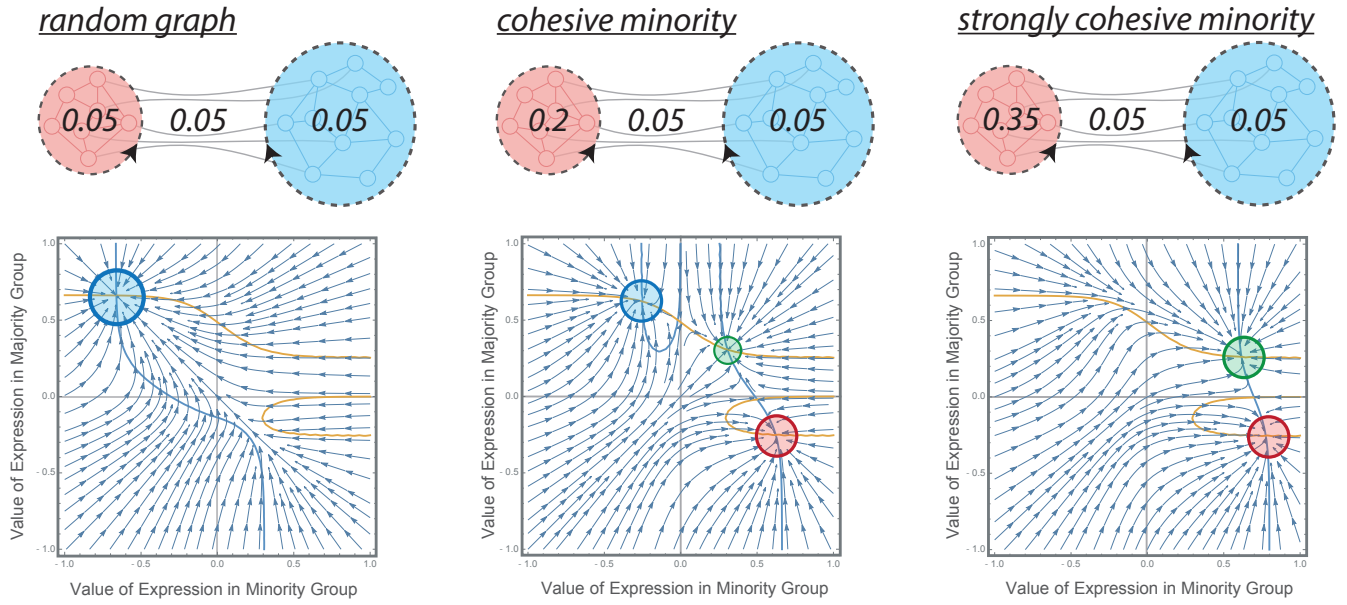 random graph
cohesive minority
strongly cohesive minority
0.05 0.05 0.05
0.2 0.05 0.05
0.35 0.05 0.05
Value of Expression in Majority Group
1.0
0.5
0.0
- 0.5
- 1.0
- 1.0 - 0.5 0.0 0.5 1.0
Value of Expression in Minority Group
Value of Expression in Majority Group
1.0
0.5
0.0
- 0.5
- 1.0
- 1.0 - 0.5 0.0 0.5 1.0
Value of Expression in Minority Group
Value of Expression in Majority Group
1.0
0.5
0.0
- 0.5
- 1.0
- 1.0 - 0.5 0.0 0.5 1.0
Value of Expression in Minority Group